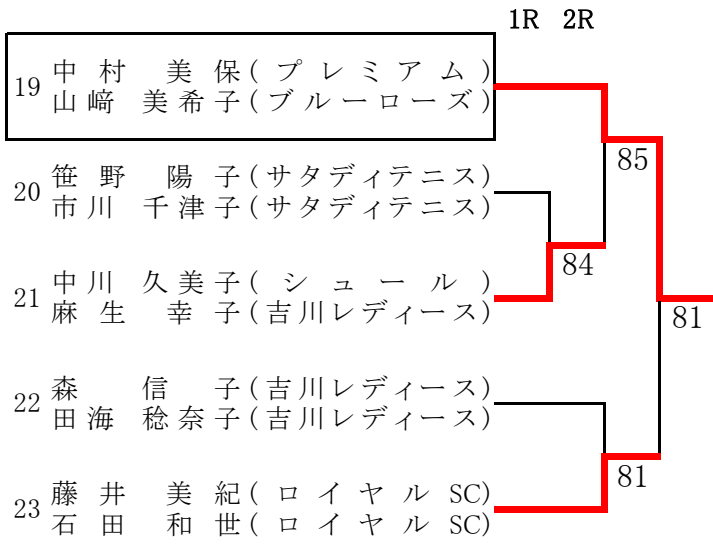 1R 2R
19 中村 美保(プレミアム)
山﨑 美希子(ブルーローズ)
85
20 笹野 陽子(サタディテニス)
市川 千津子(サタディテニス)
84
21 中川 久美子(シュール)
麻生 幸子(吉川レディース)
81
22 森 信子(吉川レディース)
田海 稔奈子(吉川レディース)
81
23 藤井 美紀(ロイヤル SC)
石田 和世(ロイヤル SC)